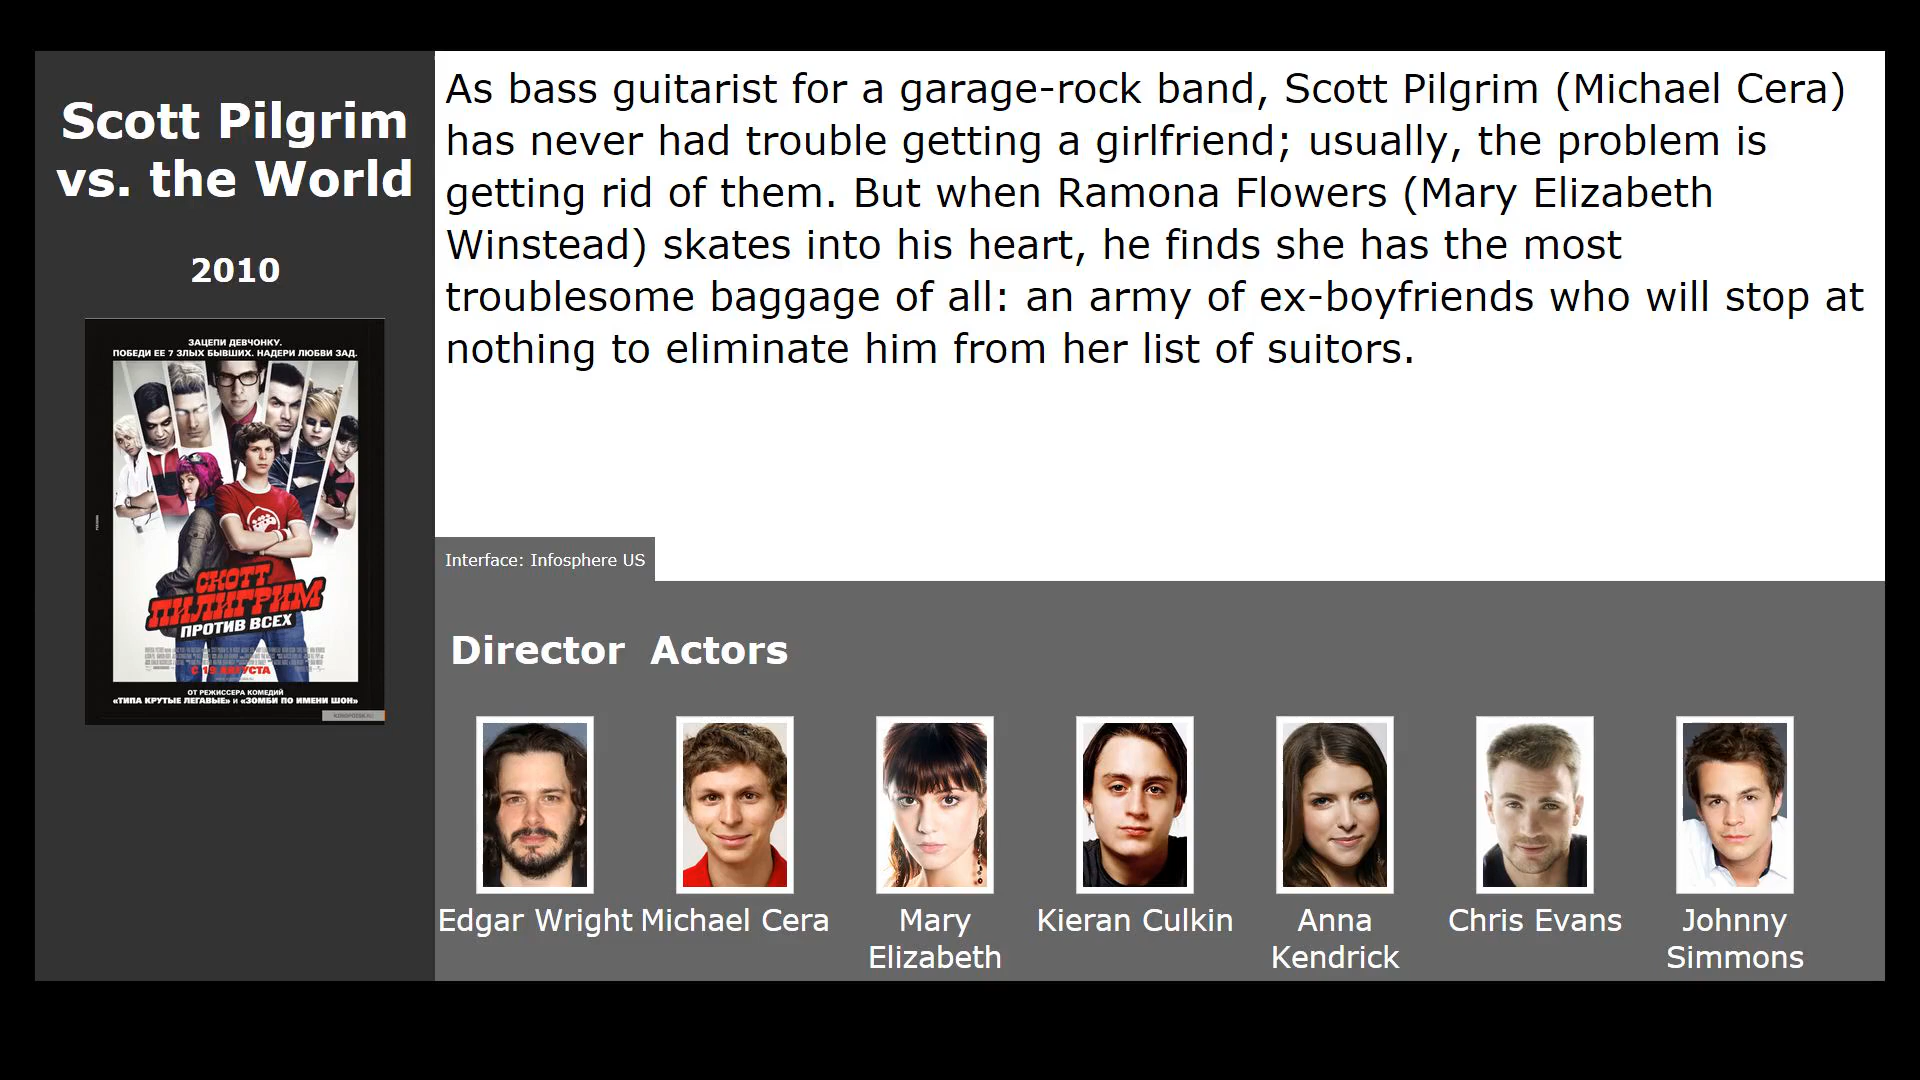 Scott Pilgrim
vs. the World
2010
ЗАЦЕПИ ДЕВЧОНКУ.
ПОБЕДИ ЕЕ 7 ЗЛЫХ БЫВШИХ. НАДЕРИ ЛЮБВИ ЗАД.
СКОТТ
ПИЛИГРИМ
ПРОТИВ ВСЕХ
С 19 АВГУСТА
ОТ РЕЖИССЕРА КОМЕДИЙ
«ТИПА КРУТЫЕ ЛЕГАВЫЕ» И «ЗОМБИ ПО ИМЕНИ ШОН»
As bass guitarist for a garage-rock band, Scott Pilgrim (Michael Cera)
has never had trouble getting a girlfriend; usually, the problem is
getting rid of them. But when Ramona Flowers (Mary Elizabeth
Winstead) skates into his heart, he finds she has the most
troublesome baggage of all: an army of ex-boyfriends who will stop at
nothing to eliminate him from her list of suitors.
Interface: Infosphere US
Director Actors
Edgar Wright
Michael Cera
Mary
Elizabeth
Kieran Culkin
Anna
Kendrick
Chris Evans
Johnny
Simmons